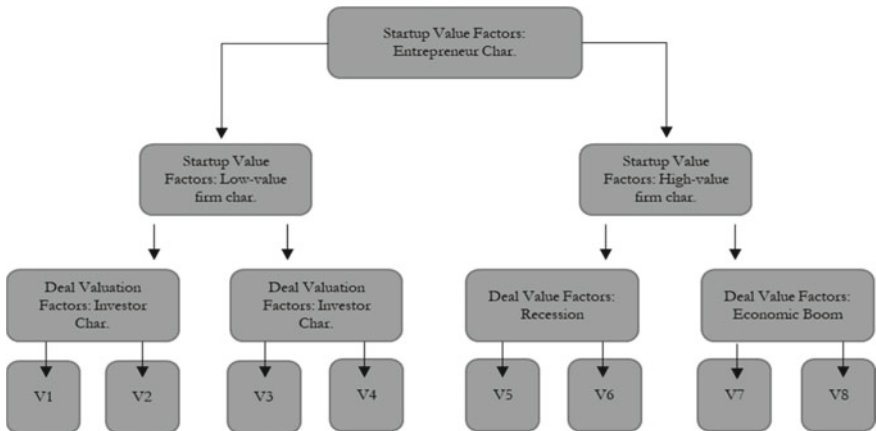 Startup Value Factors:
Entrepreneur Char.
Startup Value
Factors: Low-value
firm char.
Startup Value
Factors: High-value
firm char.
Deal Valuation
Factors: Investor
Char.
Deal Valuation
Factors: Investor
Char.
Deal Value Factors:
Recession
Deal Value Factors:
Economic Boom
V1
V2
V3
V4
V5
V6
V7
V8